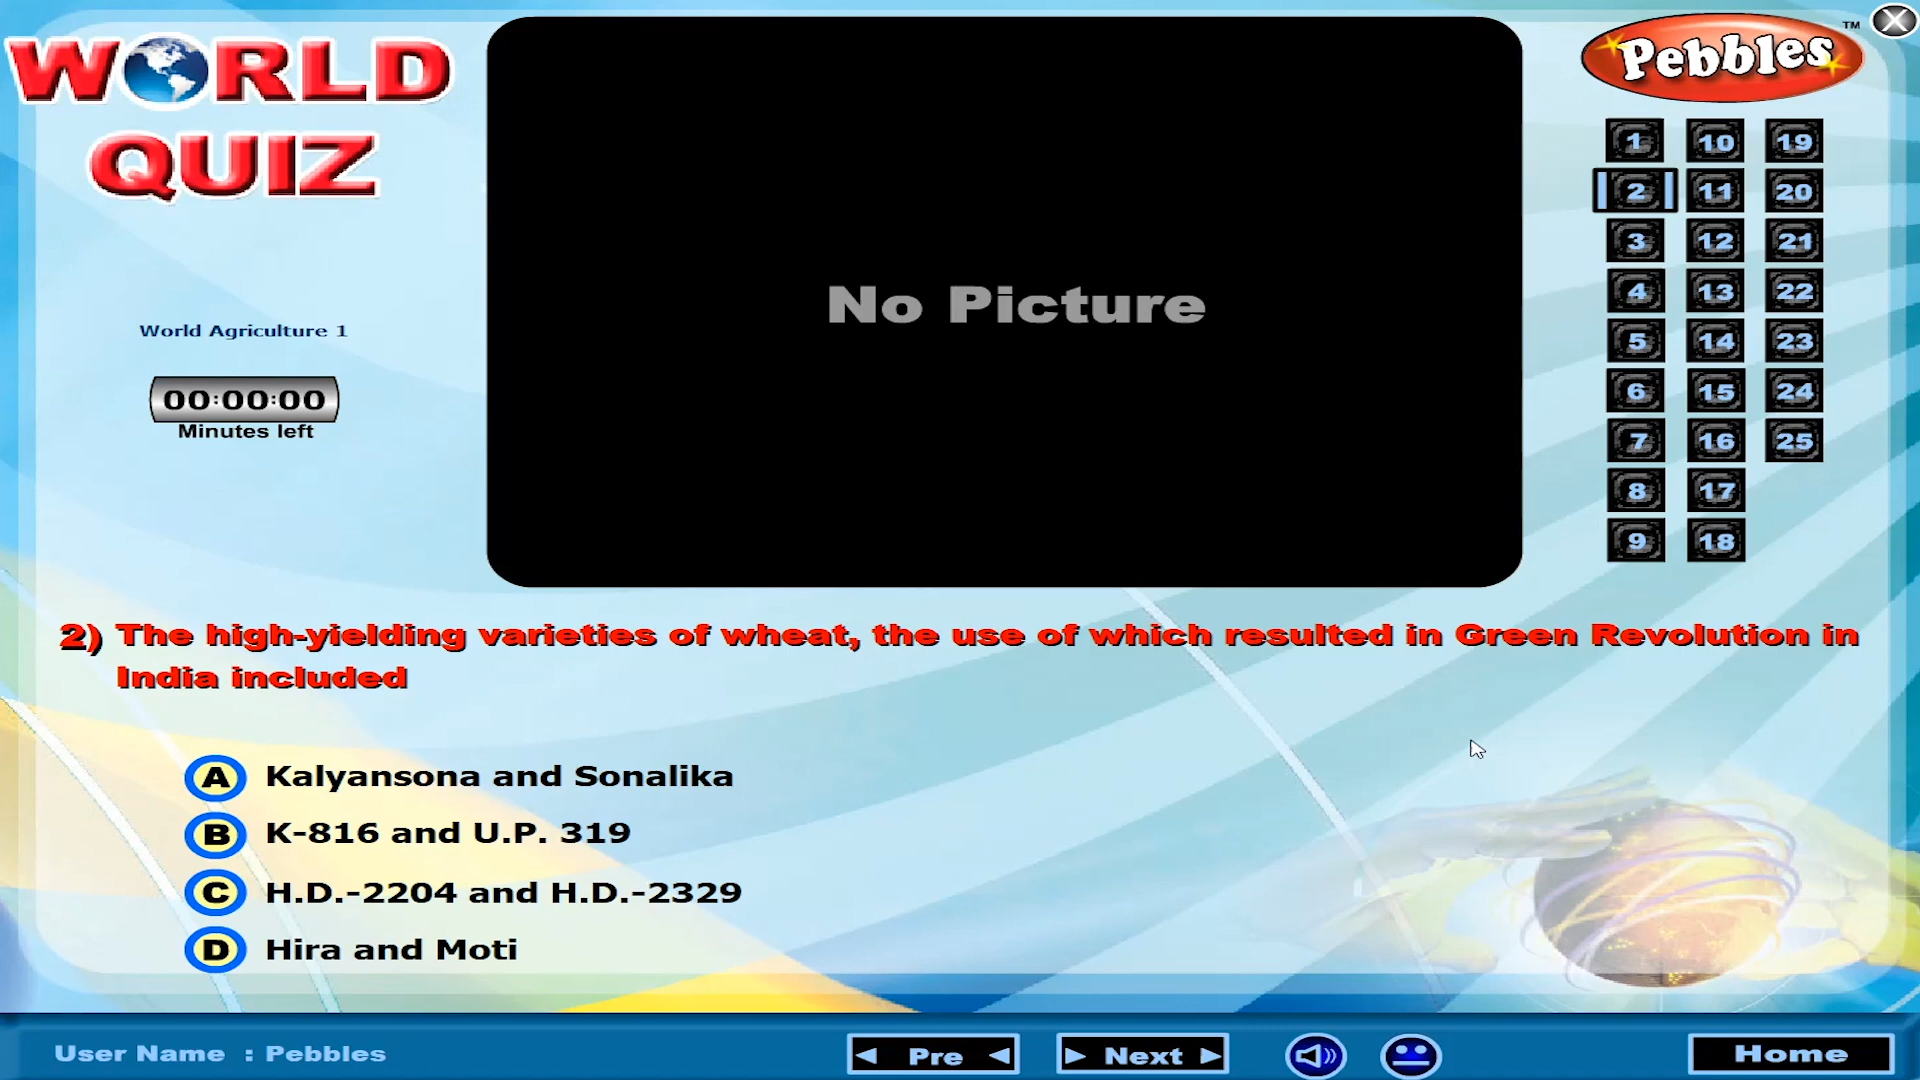 WORLD
QUIZ
World Agriculture 1
00:00:00
Minutes left
No Picture
Pebbles™
1 10 19
2 11 20
3 12 21
4 13 22
5 14 23
6 15 24
7 16 25
8 17
9 18
2) The high-yielding varieties of wheat, the use of which resulted in Green Revolution in
India included
A Kalyansona and Sonalika
B K-816 and U.P. 319
C H.D.-2204 and H.D.-2329
D Hira and Moti
User Name : Pebbles
Pre
Next
Home